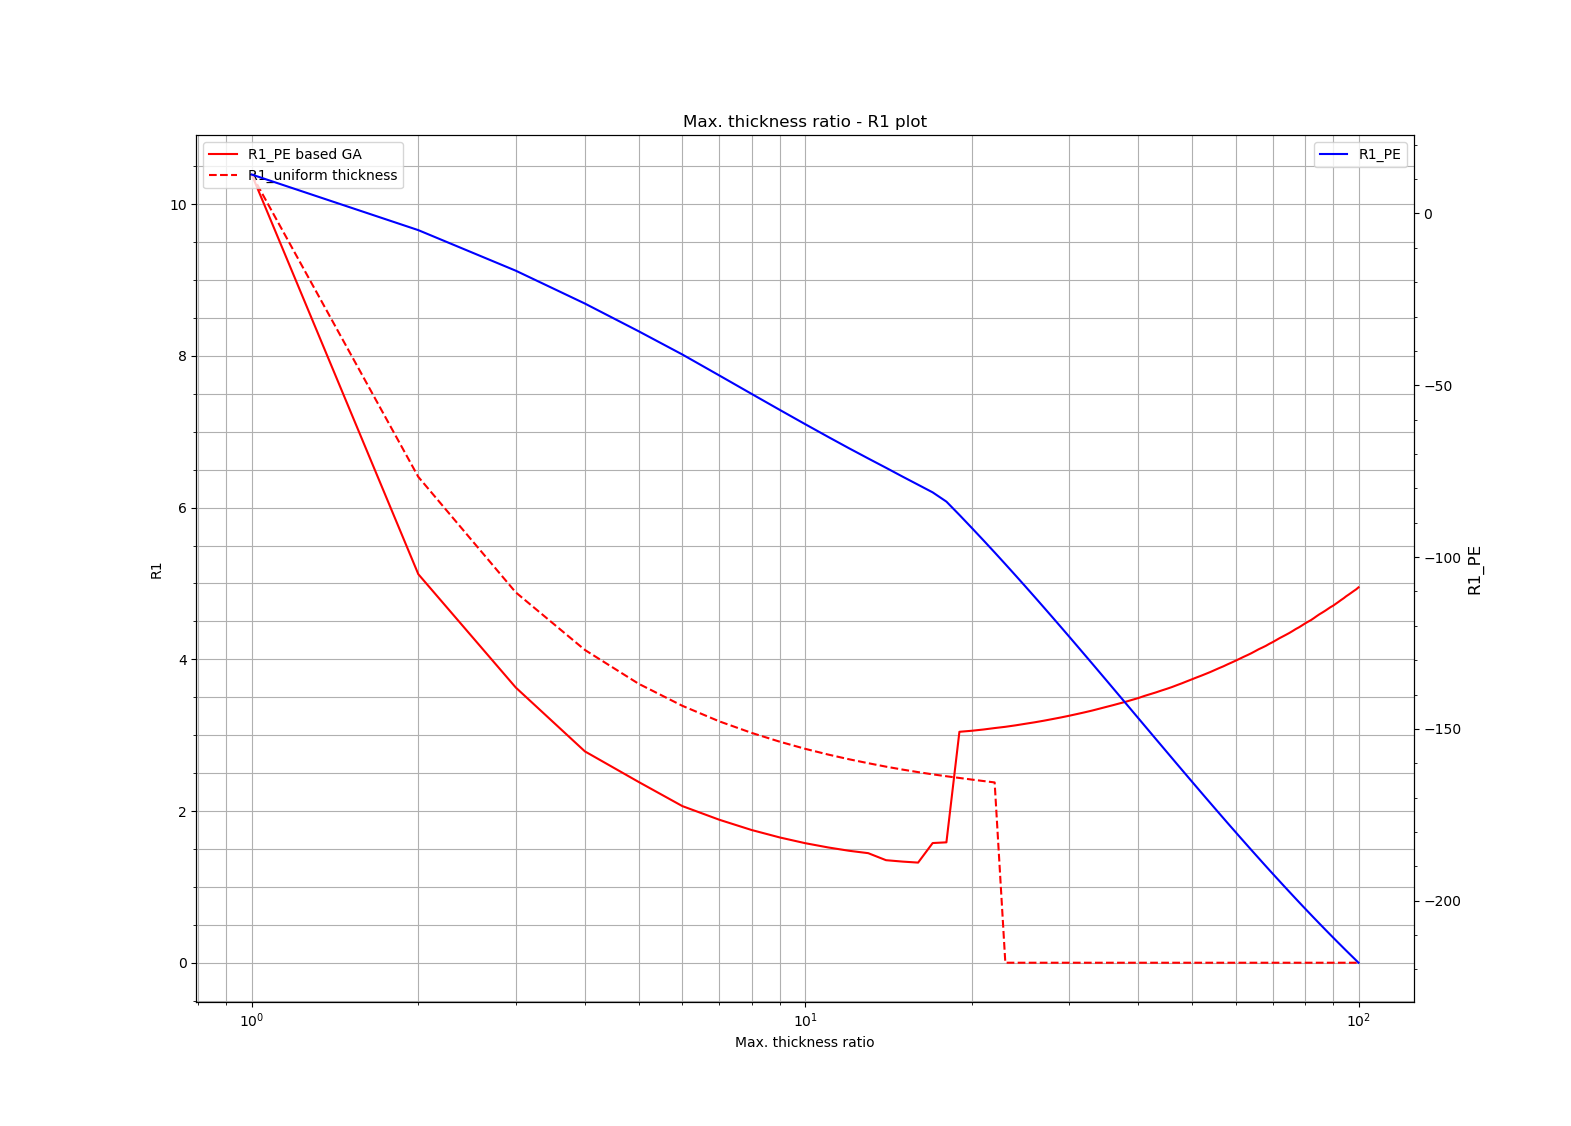 Max. thickness ratio - R1 plot
R1_PE based GA
R1_uniform thickness
R1_PE
10
8
6
4
2
0
R1
0
−50
−100
−150
−200
R1_PE
10⁰
10¹
10²
Max. thickness ratio